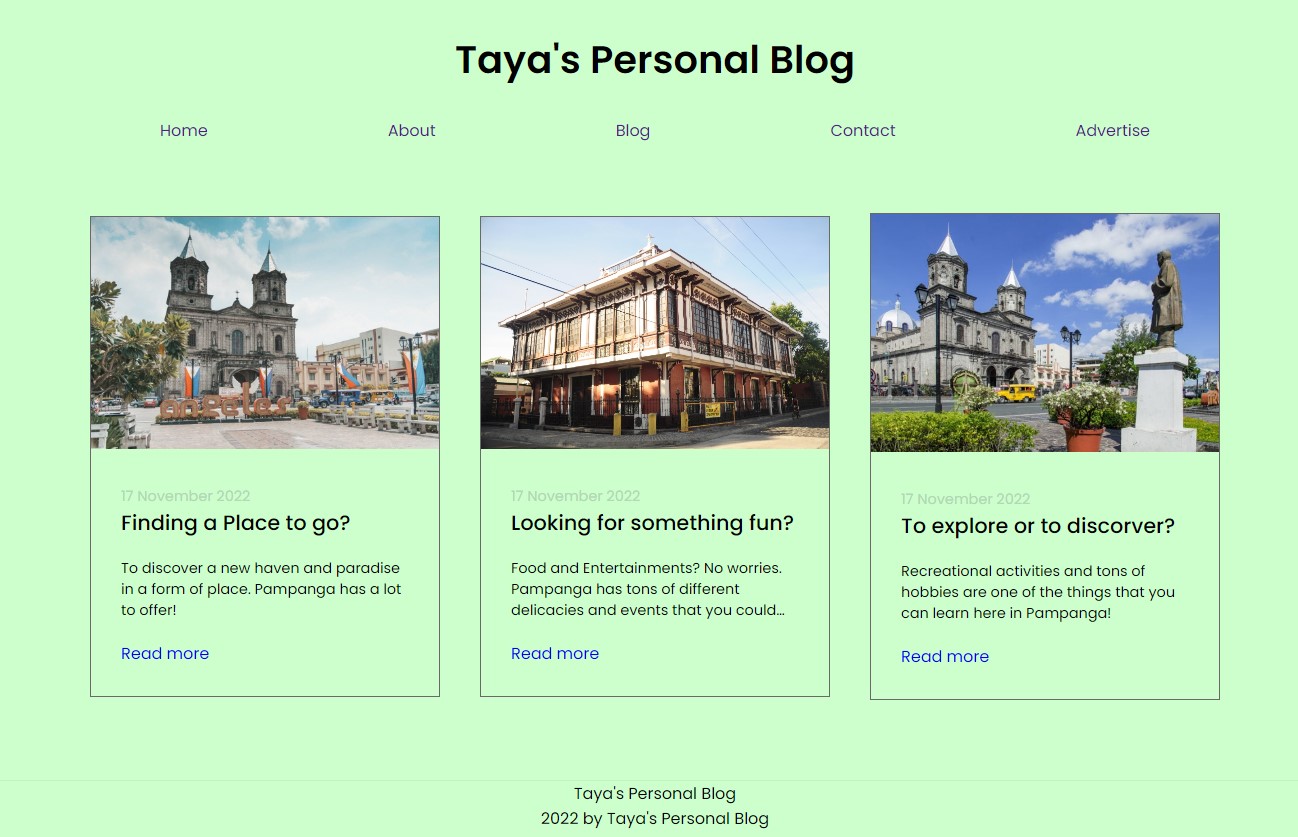 Taya's Personal Blog
Home About Blog Contact Advertise
ANGELES
17 November 2022
Finding a Place to go?
To discover a new haven and paradise
in a form of place. Pampanga has a lot
to offer!
Read more
17 November 2022
Looking for something fun?
Food and Entertainments? No worries.
Pampanga has tons of different
delicacies and events that you could...
Read more
17 November 2022
To explore or to discorver?
Recreational activities and tons of
hobbies are one of the things that you
can learn here in Pampanga!
Read more
Taya's Personal Blog
2022 by Taya's Personal Blog